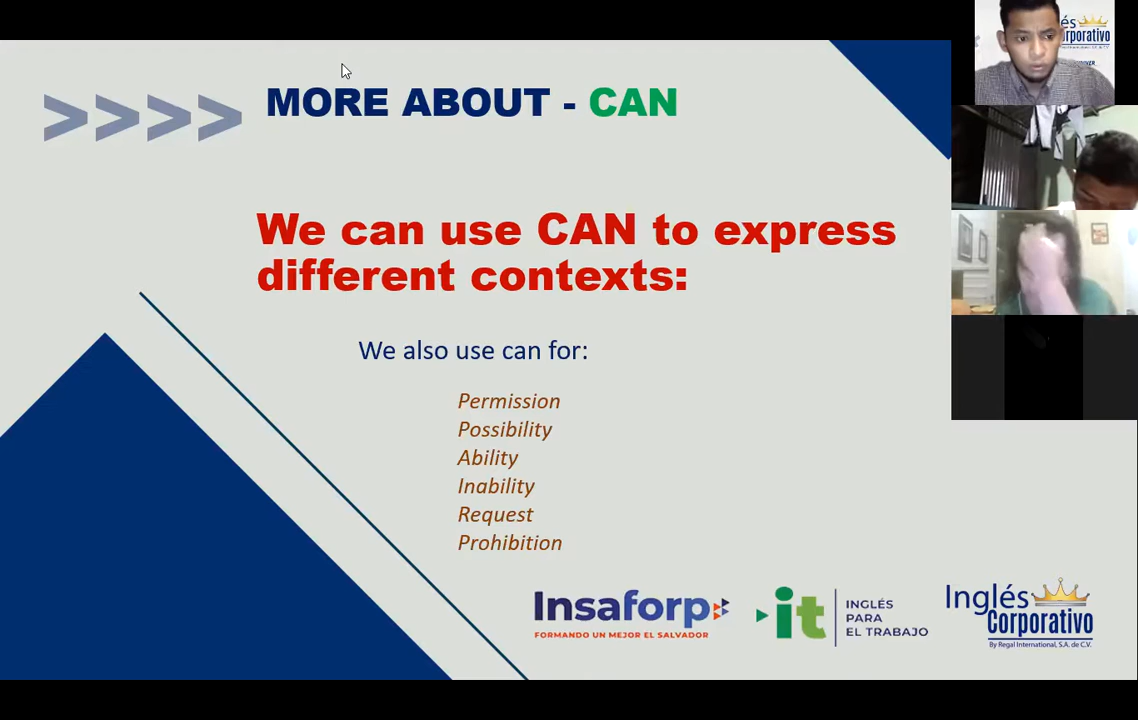 >>>> MORE ABOUT - CAN
We can use CAN to express
different contexts:
We also use can for:
Permission
Possibility
Ability
Inability
Request
Prohibition
Insaforp
FORMANDO UN MEJOR EL SALVADOR
it
INGLÉS
PARA
EL TRABAJO
Inglés
Corporativo
By Regal International, S.A. de C.V.
és
rporativo